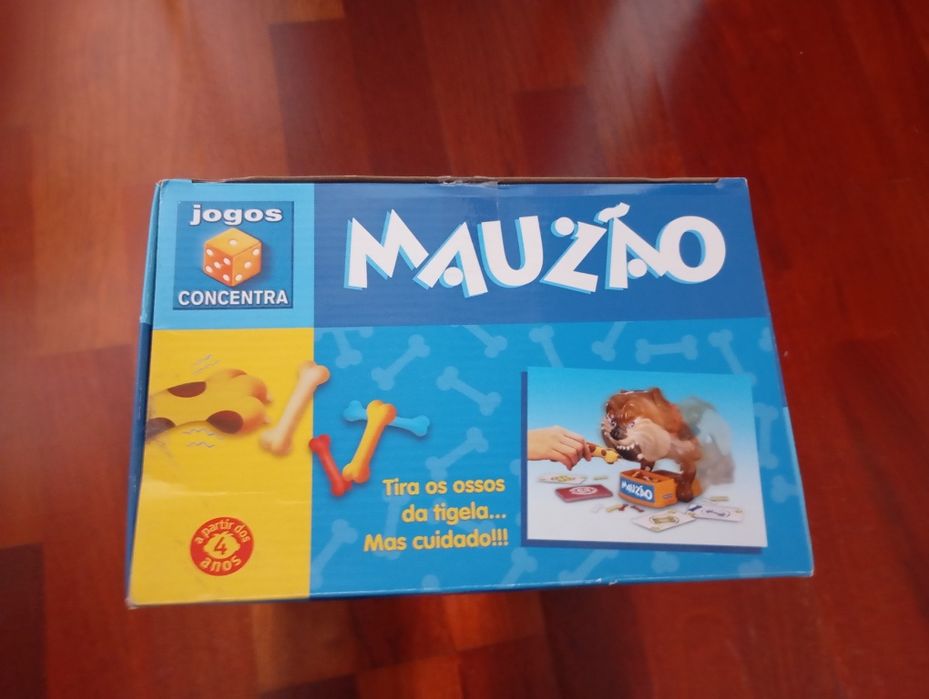 jogos
CONCENTRA
MAUZÃO
Tira os ossos
da tigela...
Mas cuidado!!!
MAUZÃO
a partir dos
4
anos